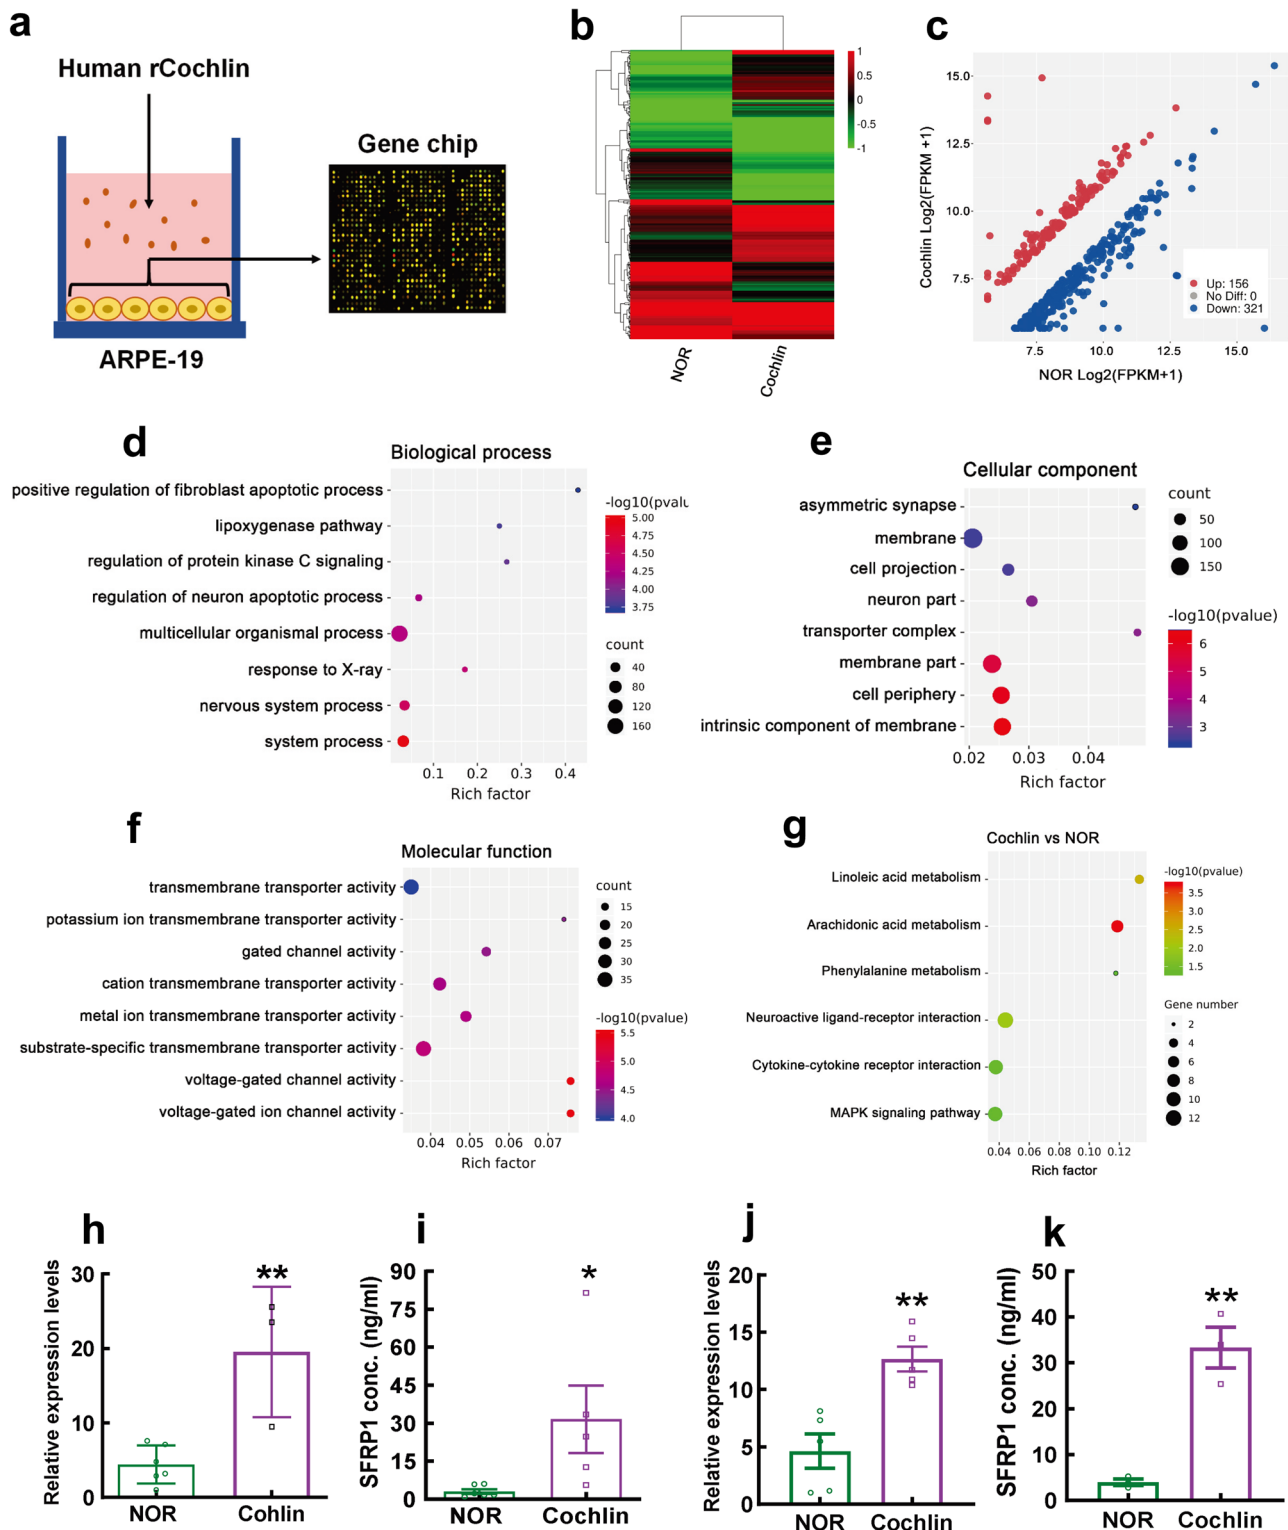 a
Human rCochlin
Gene chip
ARPE-19
b
1
0.5
0
-0.5
-1
NOR
Cochlin
c
15.0
12.5
10.0
7.5
Cochlin Log2(FPKM +1)
Up: 156
No Diff: 0
Down: 321
7.5 10.0 12.5 15.0
NOR Log2(FPKM+1)
d
Biological process
positive regulation of fibroblast apoptotic process
lipoxygenase pathway
regulation of protein kinase C signaling
regulation of neuron apoptotic process
multicellular organismal process
response to X-ray
nervous system process
system process
0.1 0.2 0.3 0.4
Rich factor
-log10(pvalu
5.00
4.75
4.50
4.25
4.00
3.75
count
40
80
120
160
e
Cellular component
asymmetric synapse
membrane
cell projection
neuron part
transporter complex
membrane part
cell periphery
intrinsic component of membrane
0.02 0.03 0.04
Rich factor
count
50
100
150
-log10(pvalue)
6
5
4
3
f
Molecular function
transmembrane transporter activity
potassium ion transmembrane transporter activity
gated channel activity
cation transmembrane transporter activity
metal ion transmembrane transporter activity
substrate-specific transmembrane transporter activity
voltage-gated channel activity
voltage-gated ion channel activity
0.04 0.05 0.06 0.07
Rich factor
count
15
20
25
30
35
-log10(pvalue)
5.5
5.0
4.5
4.0
g
Cochlin vs NOR
Linoleic acid metabolism
Arachidonic acid metabolism
Phenylalanine metabolism
Neuroactive ligand-receptor interaction
Cytokine-cytokine receptor interaction
MAPK signaling pathway
0.04 0.06 0.08 0.10 0.12
Rich factor
-log10(pvalue)
3.5
3.0
2.5
2.0
1.5
Gene number
2
4
6
8
10
12
h
Relative expression levels
30
20
10
0
**
NOR Cohlin
i
SFRP1 conc. (ng/ml)
90
75
60
45
30
15
0
*
NOR Cochlin
j
Relative expression levels
20
15
10
5
0
**
NOR Cochlin
k
SFRP1 conc. (ng/ml)
50
40
30
20
10
0
**
NOR Cochlin